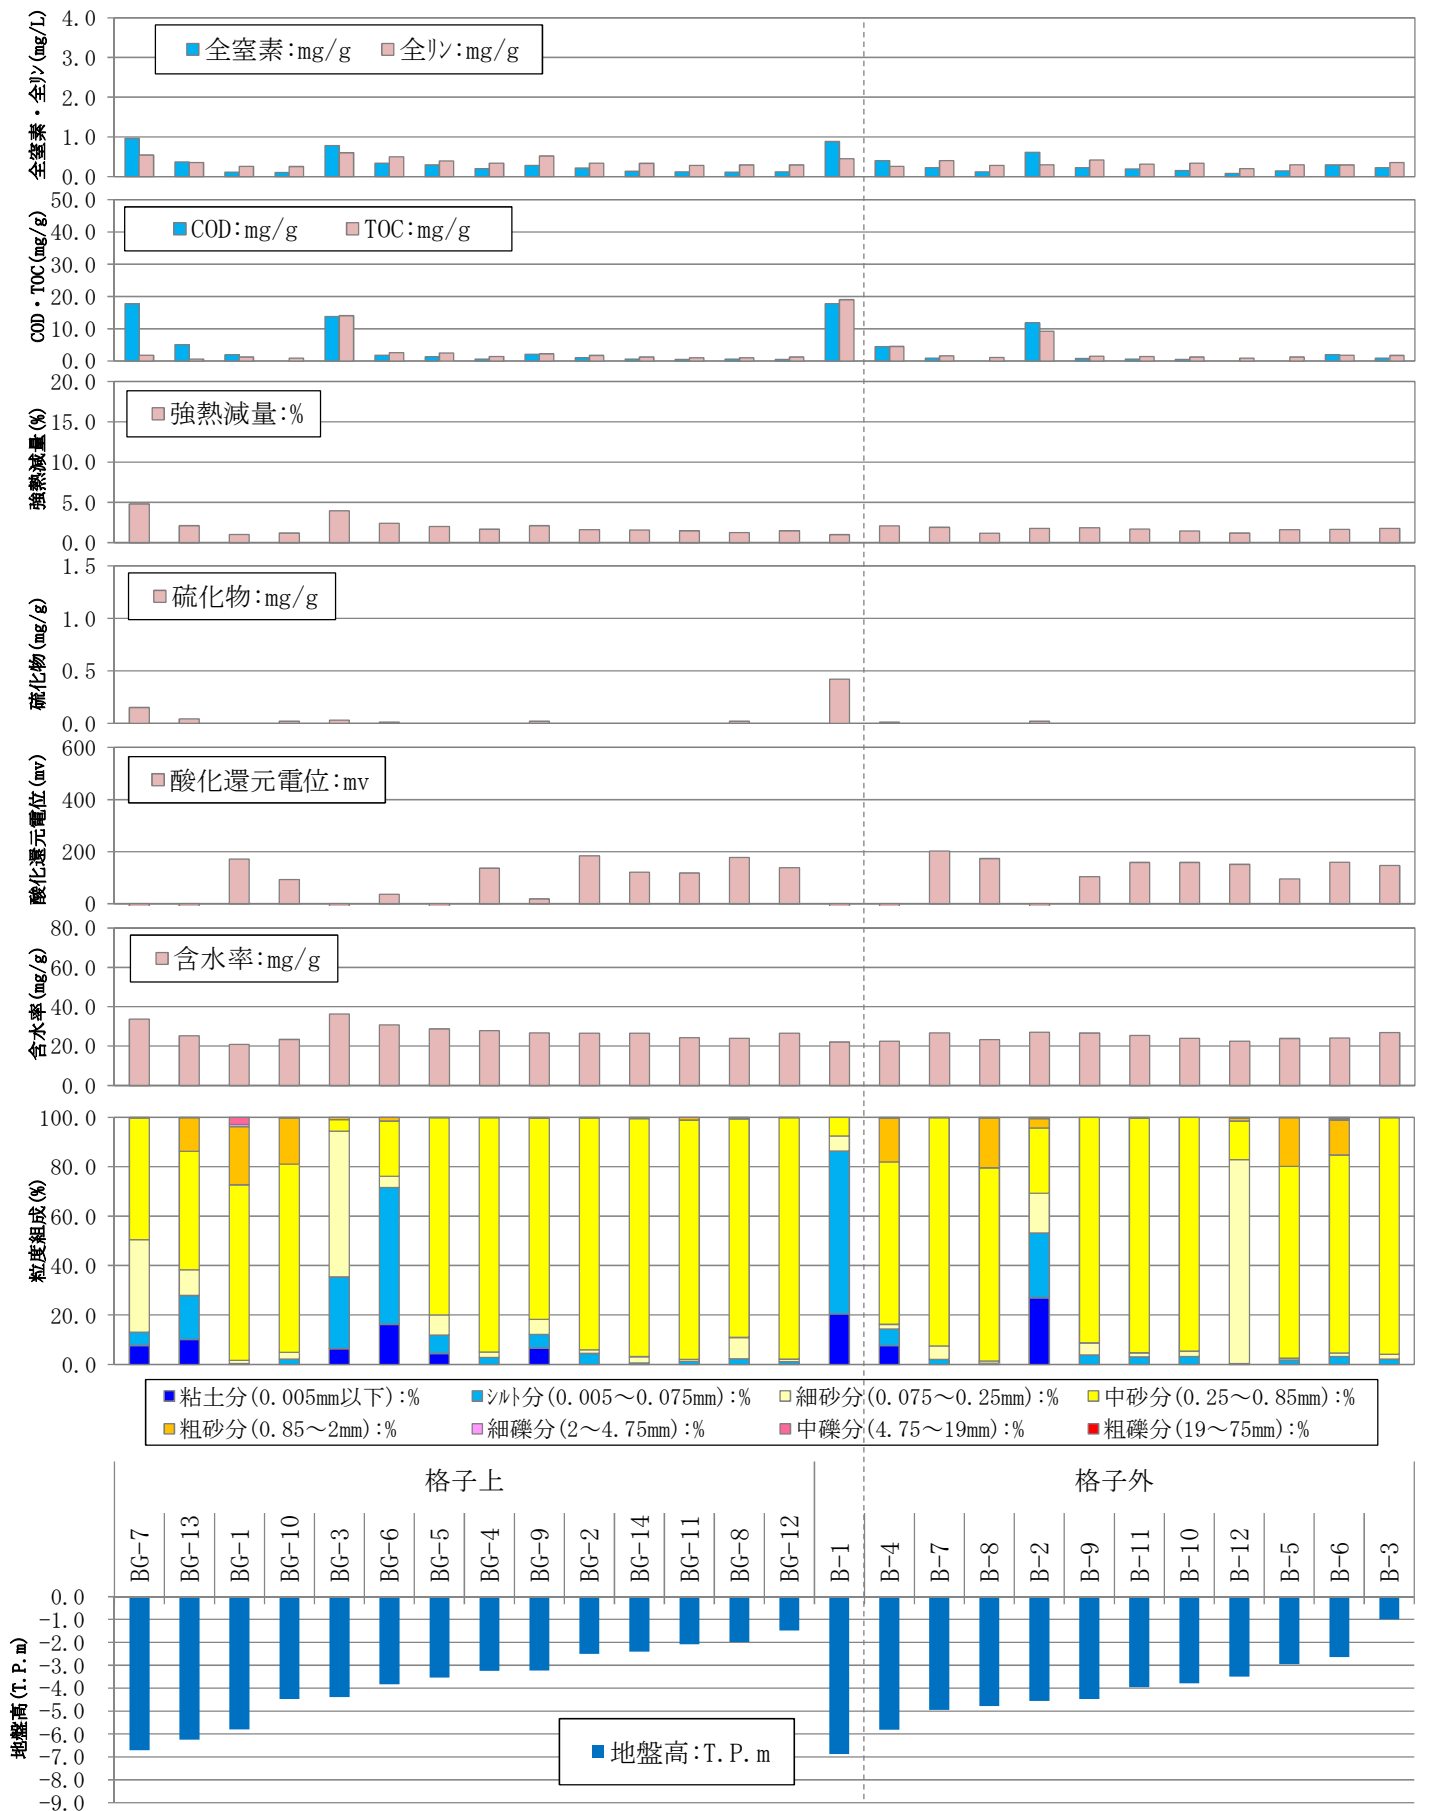 全窒素・全リン(mg/L)
4.0
3.0
2.0
1.0
0.0
全窒素:mg/g 全リン:mg/g
COD・TOC(mg/g)
50.0
40.0
30.0
20.0
10.0
0.0
COD:mg/g TOC:mg/g
強熱減量(%)
20.0
15.0
10.0
5.0
0.0
強熱減量:%
硫化物(mg/g)
1.5
1.0
0.5
0.0
硫化物:mg/g
酸化還元電位(mv)
600
400
200
0
酸化還元電位:mv
含水率(mg/g)
80.0
60.0
40.0
20.0
0.0
含水率:mg/g
粒度組成(%)
100.0
80.0
60.0
40.0
20.0
0.0
粘土分(0.005mm以下):% シルト分(0.005~0.075mm):% 細砂分(0.075~0.25mm):% 中砂分(0.25~0.85mm):%
粗砂分(0.85~2mm):% 細礫分(2~4.75mm):% 中礫分(4.75~19mm):% 粗礫分(19~75mm):%
格子上 格子外
BG-7 BG-13 BG-1 BG-10 BG-3 BG-6 BG-5 BG-4 BG-9 BG-2 BG-14 BG-11 BG-8 BG-12 B-1 B-4 B-7 B-8 B-2 B-9 B-11 B-10 B-12 B-5 B-6 B-3
地盤高(T.P.m)
0.0
-1.0
-2.0
-3.0
-4.0
-5.0
-6.0
-7.0
-8.0
-9.0
地盤高:T.P.m